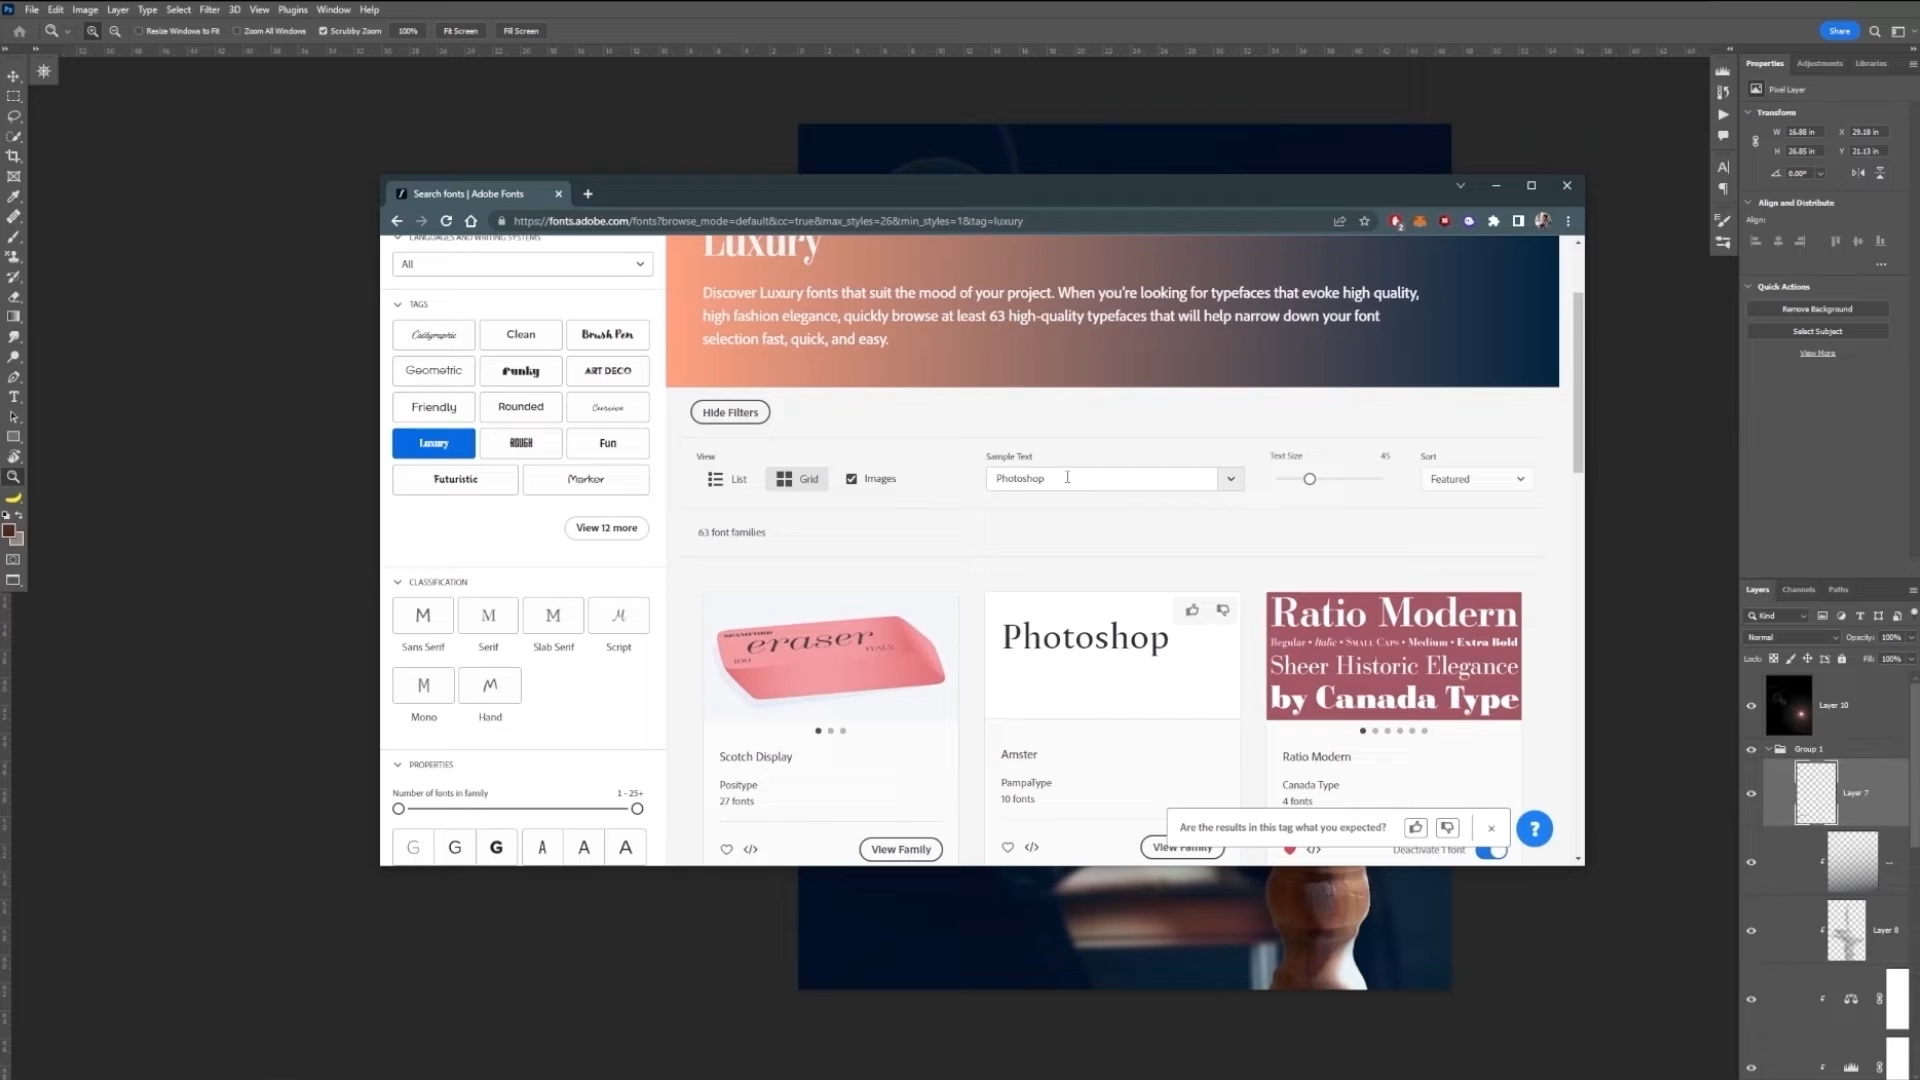 File Edit Image Layer Type Select Filter 3D View Plugins Window Help
Resize Windows to Fit Zoom All Windows Scrubby Zoom 100% Fit Screen Fill Screen
Share
Properties Adjustments Libraries
Pixel Layer
Transform
W 16.88 in X 29.18 in
H 26.85 in Y 21.13 in
0.00°
Align and Distribute
Align:
Quick Actions
Remove Background
Select Subject
View More
Layers Channels Paths
Kind
Normal Opacity: 100%
Lock: Fill: 100%
Layer 10
Group 1
Layer 7
Layer 8
Search fonts | Adobe Fonts
https://fonts.adobe.com/fonts?browse_mode=default&cc=true&max_styles=26&min_styles=1&tag=luxury
LANGUAGES AND WRITING SYSTEMS
All
TAGS
Calligraphic Clean Brush Pen
Geometric Funky ART DECO
Friendly Rounded Cursive
Luxury ROUGH Fun
Futuristic Marker
View 12 more
CLASSIFICATION
M M M M
Sans Serif Serif Slab Serif Script
M M
Mono Hand
PROPERTIES
Number of fonts in family 1 - 25+
G G G A A A
Luxury
Discover Luxury fonts that suit the mood of your project. When you're looking for typefaces that evoke high quality,
high fashion elegance, quickly browse at least 63 high-quality typefaces that will help narrow down your font
selection fast, quick, and easy.
Hide Filters
View Sample Text Text Size 45 Sort
List Grid Images Photoshop Featured
63 font families
SPAMFORD
100 eraser ITALY
Scotch Display
Positype
27 fonts
View Family
Photoshop
Amster
PampaType
10 fonts
View Family
Ratio Modern
Regular • Italic • SMALL CAPS • Medium • Extra Bold
Sheer Historic Elegance
by Canada Type
Ratio Modern
Canada Type
4 fonts
Deactivate 1 font
Are the results in this tag what you expected?
?